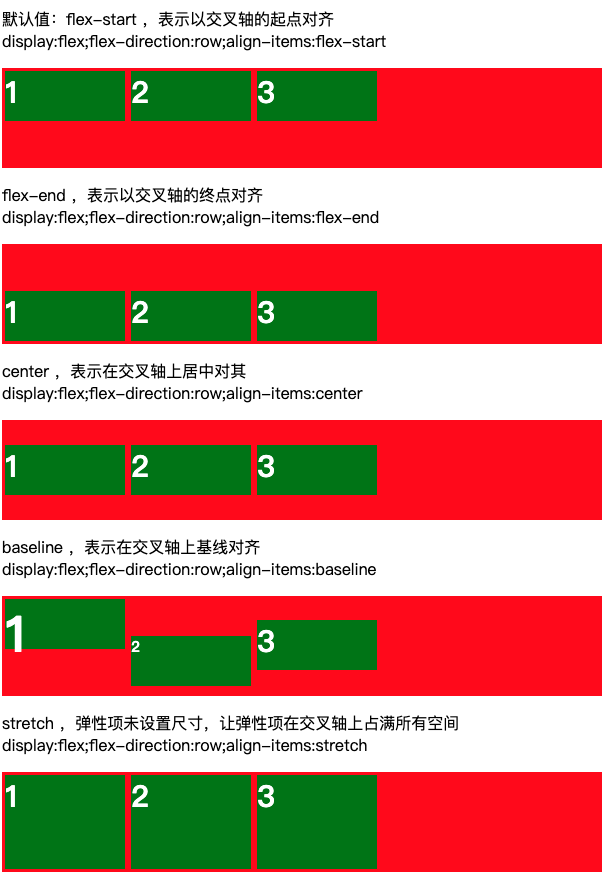 默认值：flex-start ，表示以交叉轴的起点对齐
display:flex;flex-direction:row;align-items:flex-start
1 2 3
flex-end ，表示以交叉轴的终点对齐
display:flex;flex-direction:row;align-items:flex-end
1 2 3
center ，表示在交叉轴上居中对其
display:flex;flex-direction:row;align-items:center
1 2 3
baseline ，表示在交叉轴上基线对齐
display:flex;flex-direction:row;align-items:baseline
1 2 3
stretch ，弹性项未设置尺寸，让弹性项在交叉轴上占满所有空间
display:flex;flex-direction:row;align-items:stretch
1 2 3